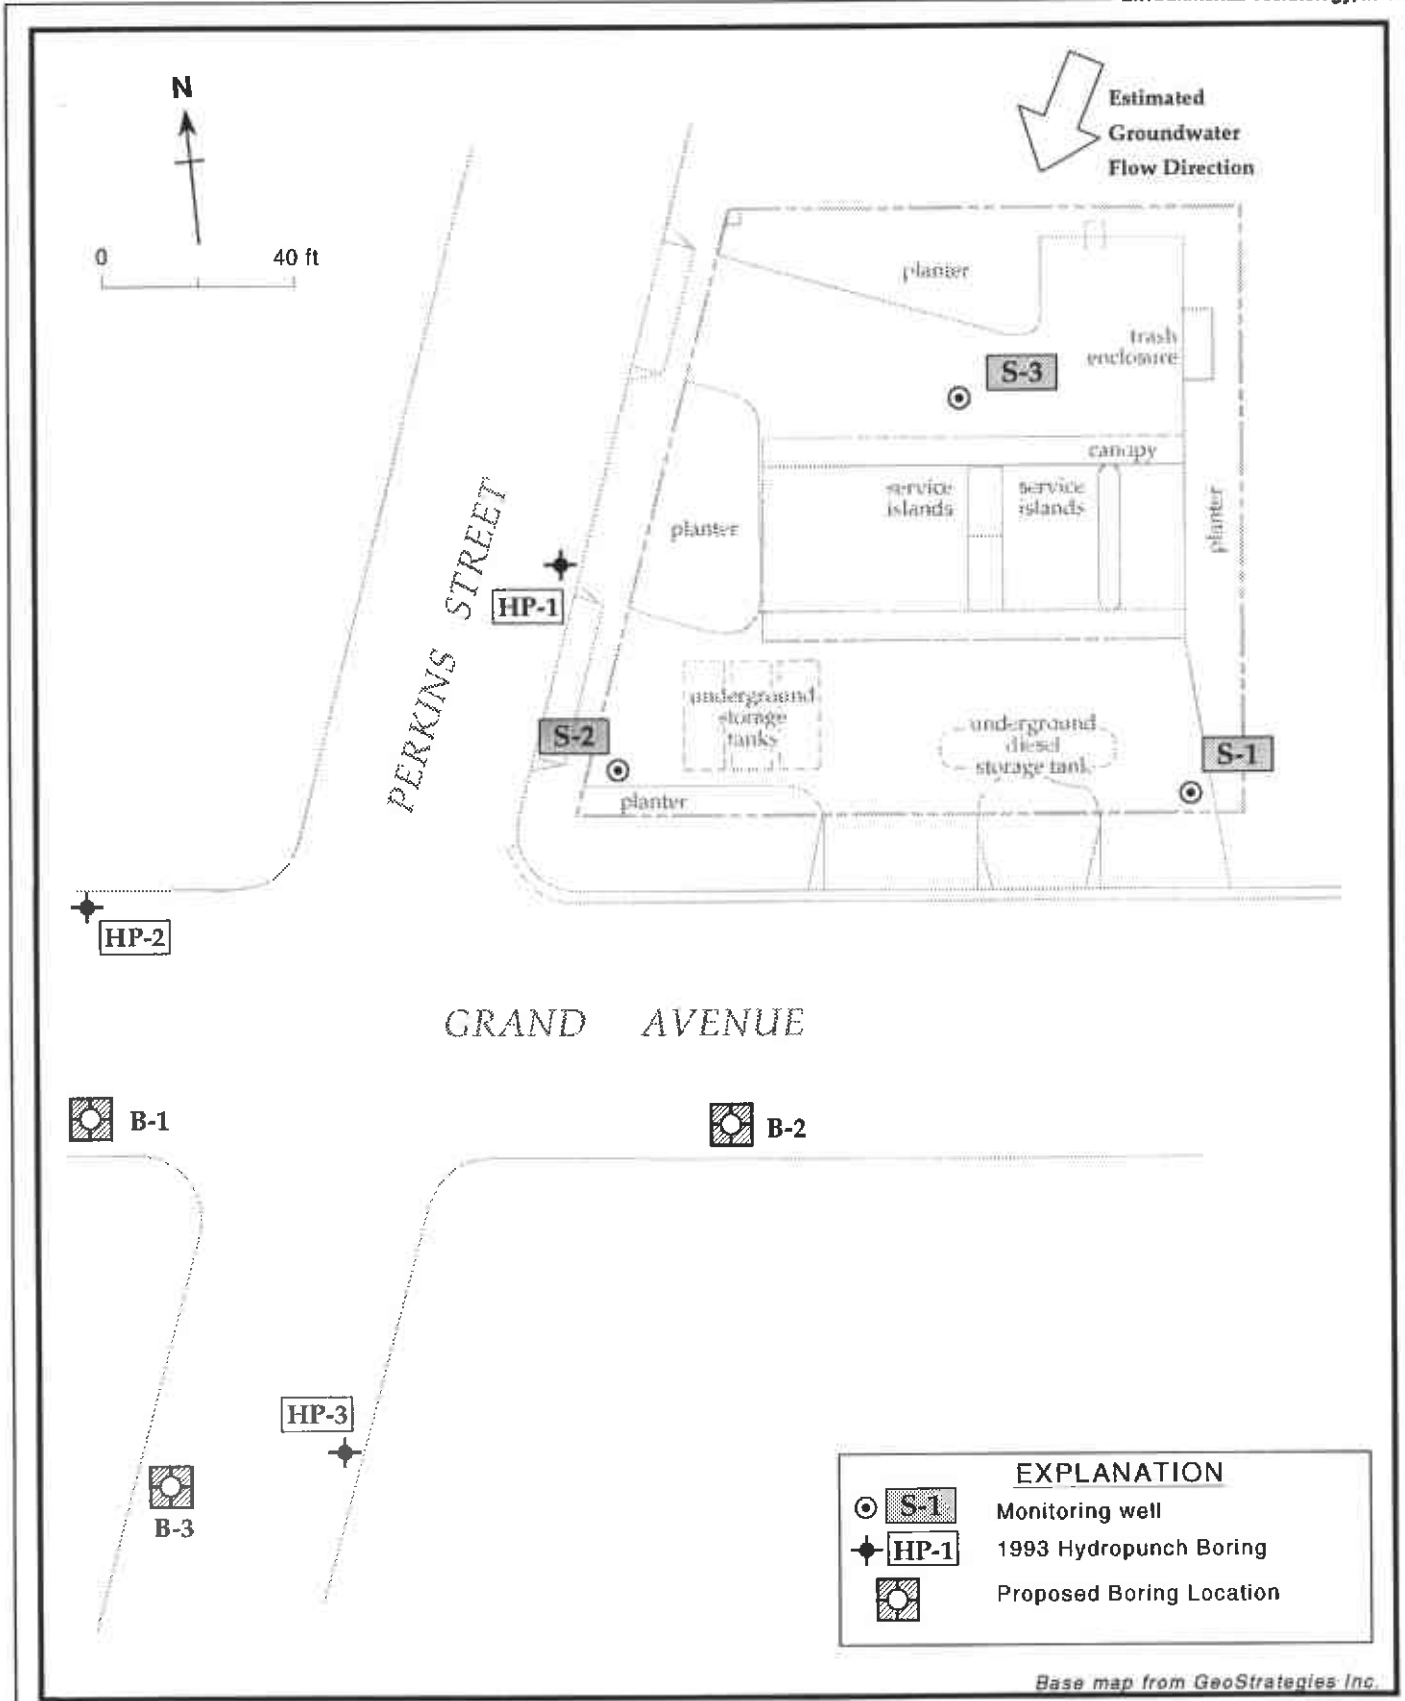 N
0 40 ft
Estimated
Groundwater
Flow Direction
planter
trash
enclosure
S-3
canopy
service
islands
service
islands
planter
planter
PERKINS STREET
HP-1
underground
storage
tanks
underground
diesel
storage tank
S-2
S-1
planter
HP-2
GRAND AVENUE
B-1
B-2
HP-3
B-3
EXPLANATION
S-1 Monitoring well
HP-1 1993 Hydropunch Boring
Proposed Boring Location
Base map from GeoStrategies Inc.